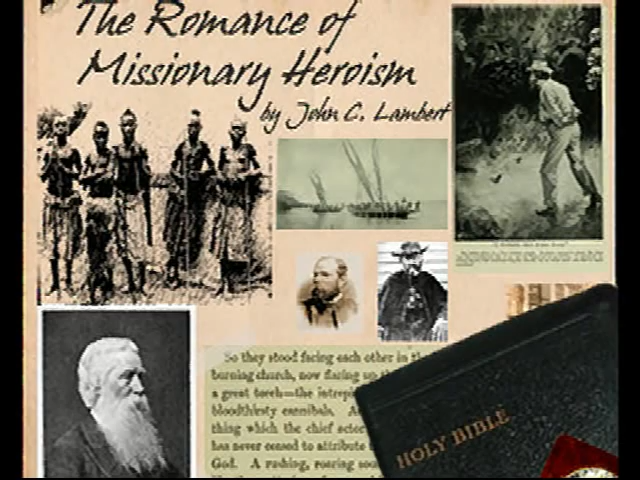 The Romance of
Missionary Heroism
by John C. Lambert
So they stood facing each other in the
burning church, now flaring up
a great torch—the intrepid
bloodthirsty cannibals.
thing which the chief actor
has never ceased to attribute
God. A rushing, roaring
HOLY BIBLE